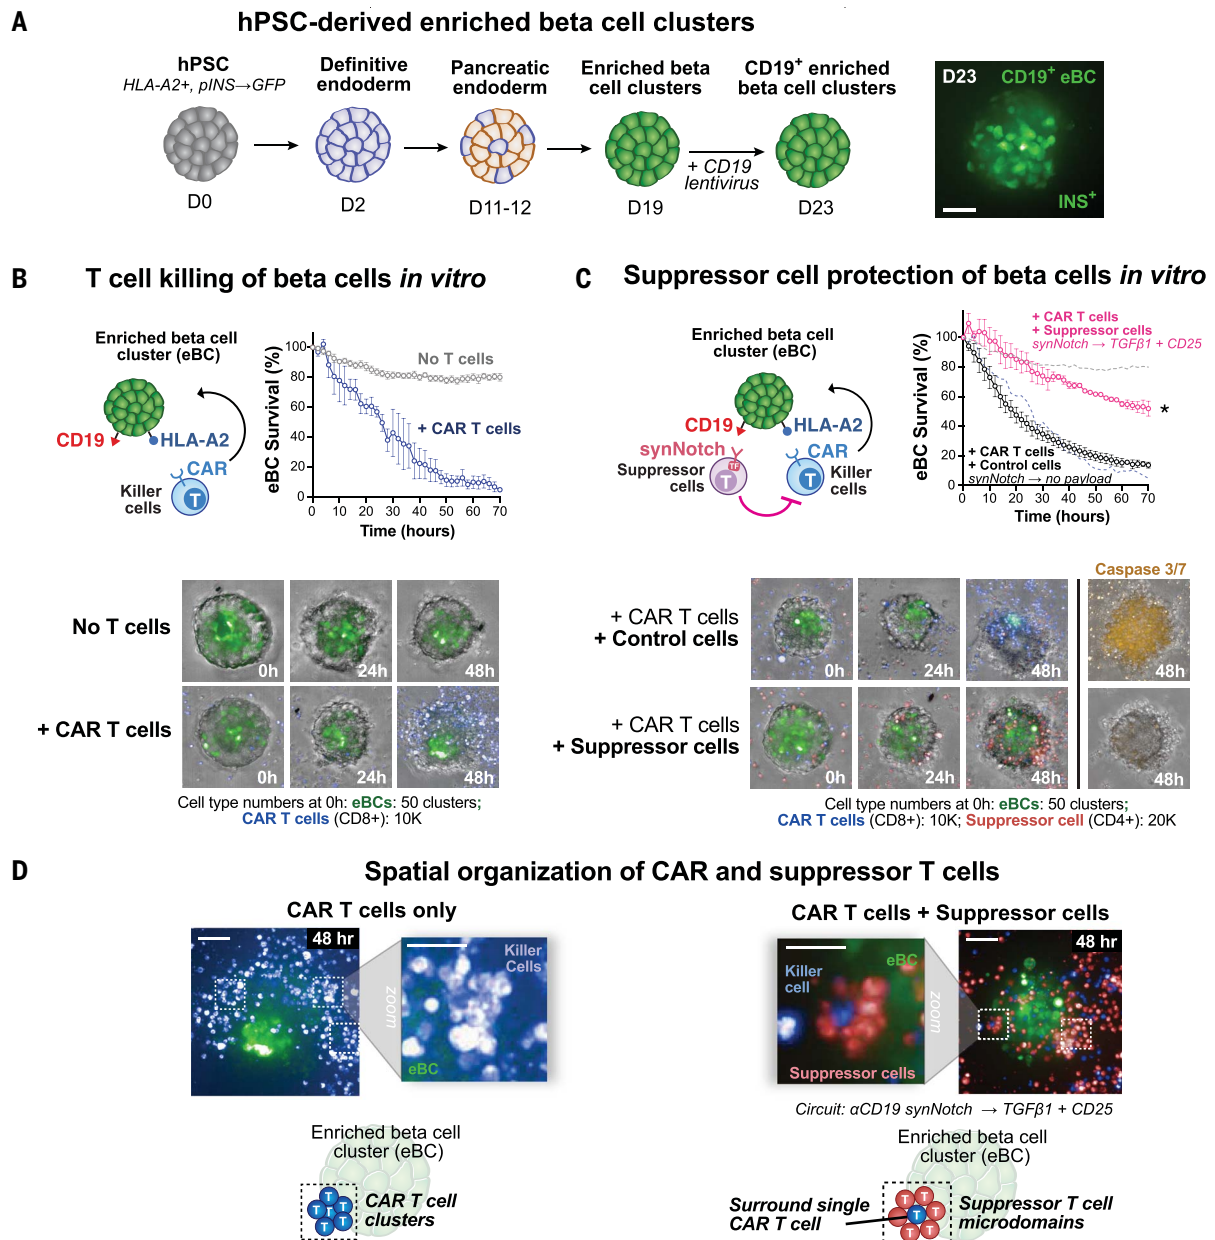 A
hPSC-derived enriched beta cell clusters
hPSC
HLA-A2+, pINS→GFP
D0
Definitive
endoderm
D2
Pancreatic
endoderm
D11-12
Enriched beta
cell clusters
D19
+ CD19
lentivirus
CD19+ enriched
beta cell clusters
D23
D23
CD19+ eBC
INS+
B
T cell killing of beta cells in vitro
Enriched beta cell
cluster (eBC)
CD19
HLA-A2
CAR
Killer
cells
T
eBC Survival (%)
100
80
60
40
20
0
No T cells
+ CAR T cells
0 10 20 30 40 50 60 70
Time (hours)
No T cells
0h
24h
48h
+ CAR T cells
0h
24h
48h
Cell type numbers at 0h: eBCs: 50 clusters;
CAR T cells (CD8+): 10K
C
Suppressor cell protection of beta cells in vitro
Enriched beta cell
cluster (eBC)
CD19
HLA-A2
synNotch
CAR
Suppressor
cells
TF
T
T
Killer
cells
eBC Survival (%)
100
80
60
40
20
0
+ CAR T cells
+ Suppressor cells
synNotch → TGFβ1 + CD25
*
+ CAR T cells
+ Control cells
synNotch → no payload
0 10 20 30 40 50 60 70
Time (hours)
Caspase 3/7
+ CAR T cells
+ Control cells
0h
24h
48h
48h
+ CAR T cells
+ Suppressor cells
0h
24h
48h
48h
Cell type numbers at 0h: eBCs: 50 clusters;
CAR T cells (CD8+): 10K; Suppressor cell (CD4+): 20K
D
Spatial organization of CAR and suppressor T cells
CAR T cells only
48 hr
zoom
Killer
Cells
eBC
Enriched beta cell
cluster (eBC)
T
T T T
T T
CAR T cell
clusters
CAR T cells + Suppressor cells
Killer
cell
eBC
Suppressor cells
zoom
48 hr
Circuit: αCD19 synNotch → TGFβ1 + CD25
Enriched beta cell
cluster (eBC)
Surround single
CAR T cell
T T
T T
T T
Suppressor T cell
microdomains